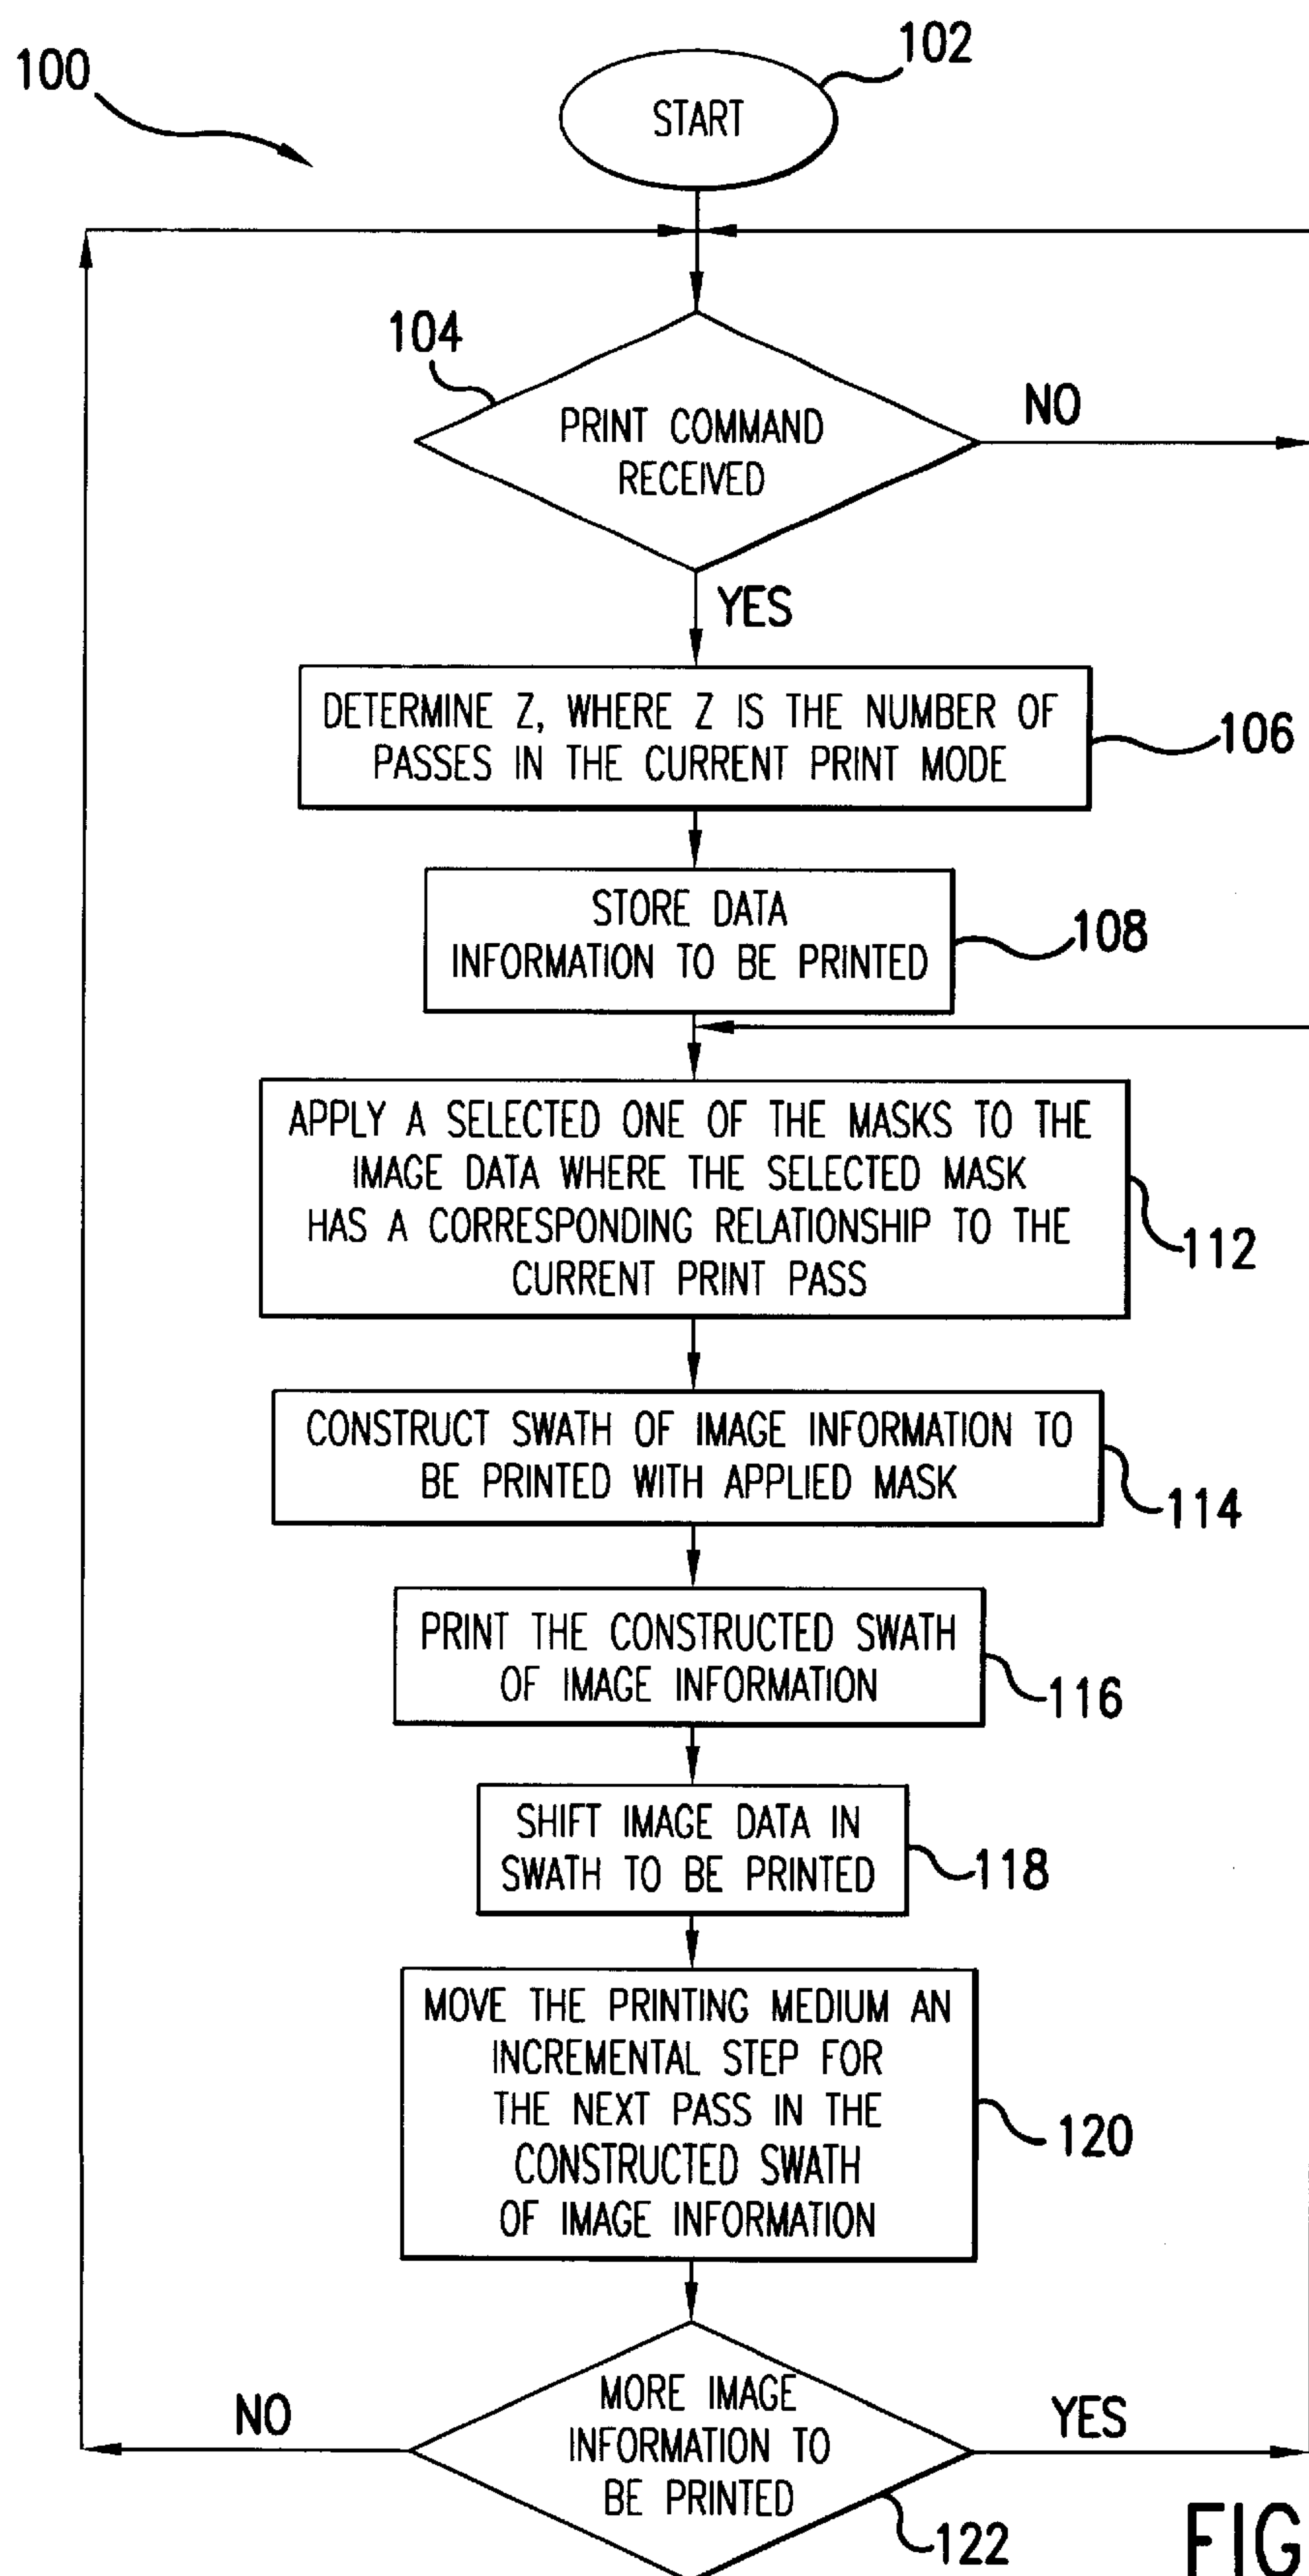 100
102
START
104
PRINT COMMAND
RECEIVED
NO
YES
DETERMINE Z, WHERE Z IS THE NUMBER OF
PASSES IN THE CURRENT PRINT MODE
106
STORE DATA
INFORMATION TO BE PRINTED
108
APPLY A SELECTED ONE OF THE MASKS TO THE
IMAGE DATA WHERE THE SELECTED MASK
HAS A CORRESPONDING RELATIONSHIP TO THE
CURRENT PRINT PASS
112
CONSTRUCT SWATH OF IMAGE INFORMATION TO
BE PRINTED WITH APPLIED MASK
114
PRINT THE CONSTRUCTED SWATH
OF IMAGE INFORMATION
116
SHIFT IMAGE DATA IN
SWATH TO BE PRINTED
118
MOVE THE PRINTING MEDIUM AN
INCREMENTAL STEP FOR
THE NEXT PASS IN THE
CONSTRUCTED SWATH
OF IMAGE INFORMATION
120
NO
MORE IMAGE
INFORMATION TO
BE PRINTED
YES
122
FIG